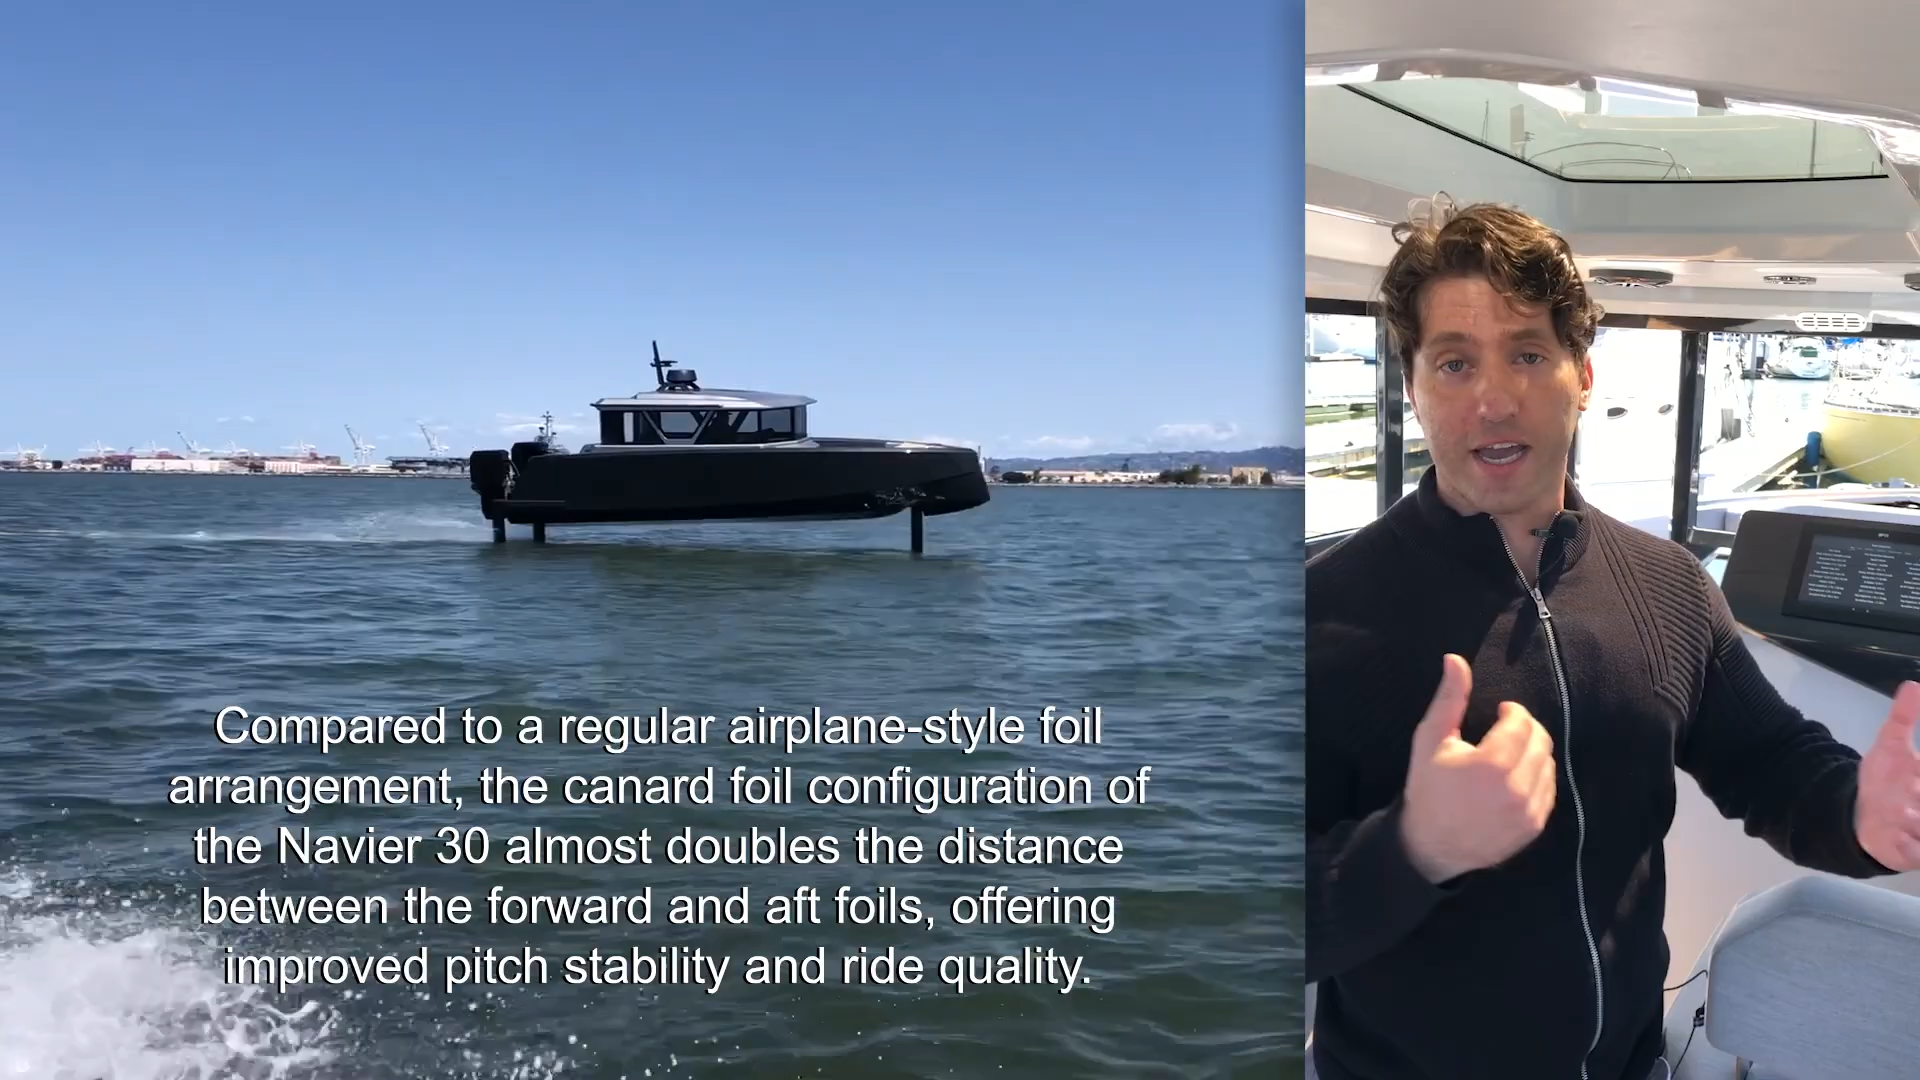 Compared to a regular airplane-style foil
arrangement, the canard foil configuration of
the Navier 30 almost doubles the distance
between the forward and aft foils, offering
improved pitch stability and ride quality.